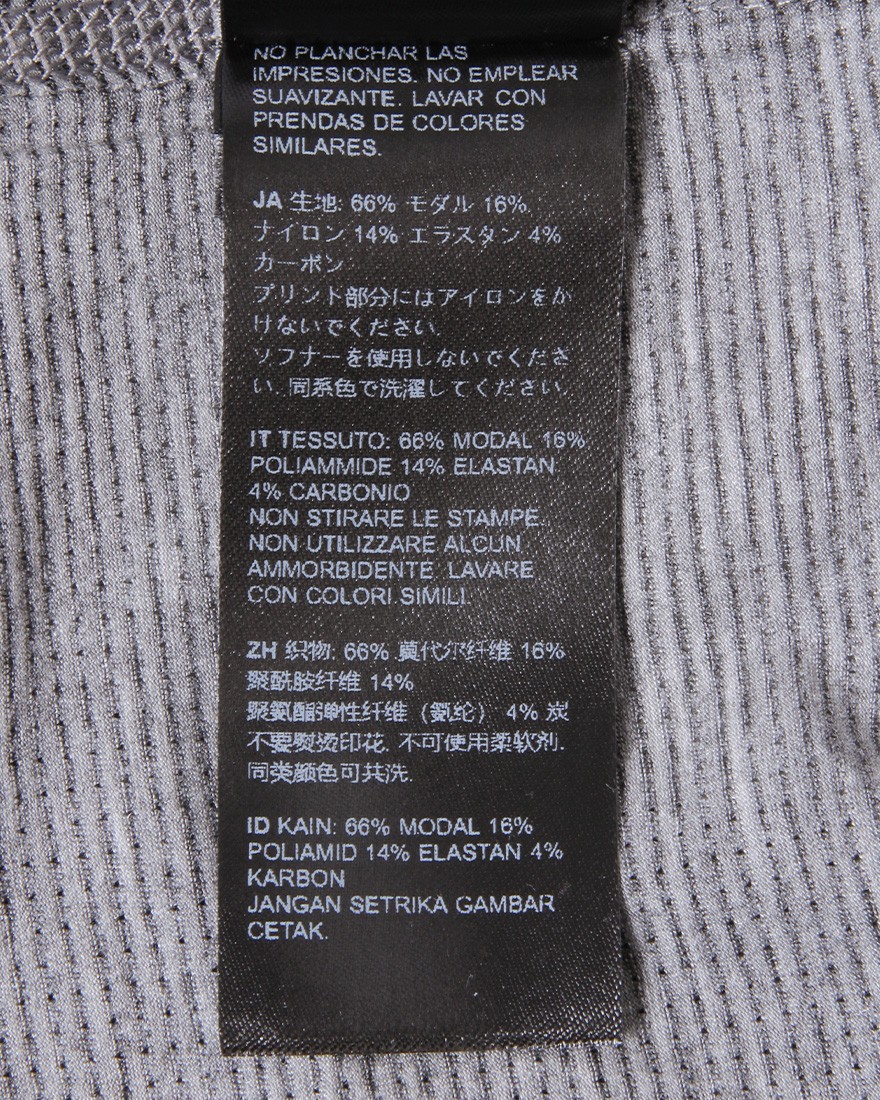 NO PLANCHAR LAS
IMPRESIONES. NO EMPLEAR
SUAVIZANTE. LAVAR CON
PRENDAS DE COLORES
SIMILARES.
JA 生地: 66% モダル 16%
ナイロン 14% エラスタン 4%
カーボン
プリント部分にはアイロンをか
けないでください.
ソフナーを使用しないでくださ
い. 同系色で洗濯してください.
IT TESSUTO: 66% MODAL 16%
POLIAMMIDE 14% ELASTAN
4% CARBONIO
NON STIRARE LE STAMPE.
NON UTILIZZARE ALCUN
AMMORBIDENTE. LAVARE
CON COLORI SIMILI.
ZH 织物: 66% 莫代尔纤维 16%
聚酰胺纤维 14%
聚氨酯弹性纤维（氨纶） 4% 炭
不要熨烫印花. 不可使用柔软剂.
同类颜色可共洗.
ID KAIN: 66% MODAL 16%
POLIAMID 14% ELASTAN 4%
KARBON
JANGAN SETRIKA GAMBAR
CETAK.